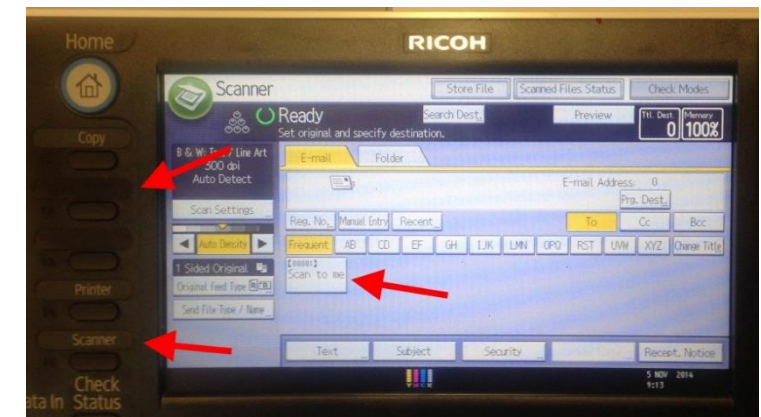 Home
RICOH
Scanner
Store File
Scanned Files Status
Check Modes
Ready
Search Dest.
Preview
Ttl. Dest.
0
Memory
100%
Copy
Set original and specify destination.
B & W: Text / Line Art
300 dpi
Auto Detect
E-mail
Folder
E-mail Address
0
Prg. Dest.
Scan Settings
Reg. No.
Manual Entry
Recent
To
Cc
Bcc
Auto Density
Frequent
AB
CD
EF
GH
IJK
LMN
OPQ
RST
UVW
XYZ
Change Title
[00001]
Scan to me
1 Sided Original
Original Feed Type
Printer
Send File Type / Name
Scanner
Text
Subject
Security
Recept. Notice
5 NOV 2014
9:13
Check
Status
ata In